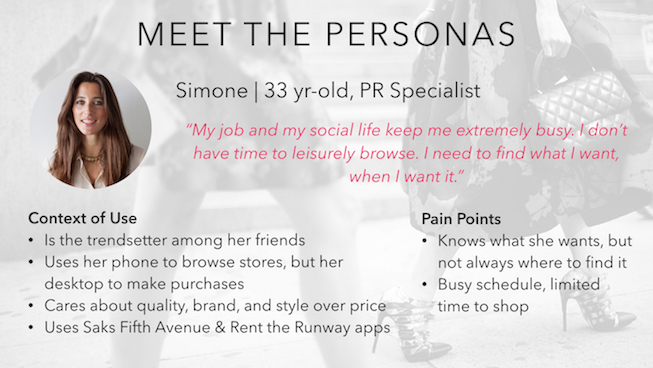 MEET THE PERSONAS
Simone | 33 yr-old, PR Specialist
“My job and my social life keep me extremely busy. I don’t
have time to leisurely browse. I need to find what I want,
when I want it.”
Context of Use
• Is the trendsetter among her friends
• Uses her phone to browse stores, but her
desktop to make purchases
• Cares about quality, brand, and style over price
• Uses Saks Fifth Avenue & Rent the Runway apps
Pain Points
• Knows what she wants, but
not always where to find it
• Busy schedule, limited
time to shop